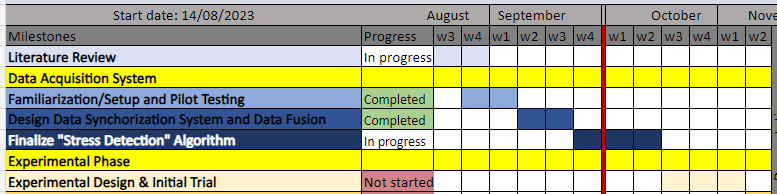 Start date: 14/08/2023 August September October Nove
Milestones Progress w3 w4 w1 w2 w3 w4 w1 w2 w3 w4 w1 w2
Literature Review In progress
Data Acquisition System
Familiarization/Setup and Pilot Testing Completed
Design Data Synchorization System and Data Fusion Completed
Finalize "Stress Detection" Algorithm In progress
Experimental Phase
Experimental Design & Initial Trial Not started